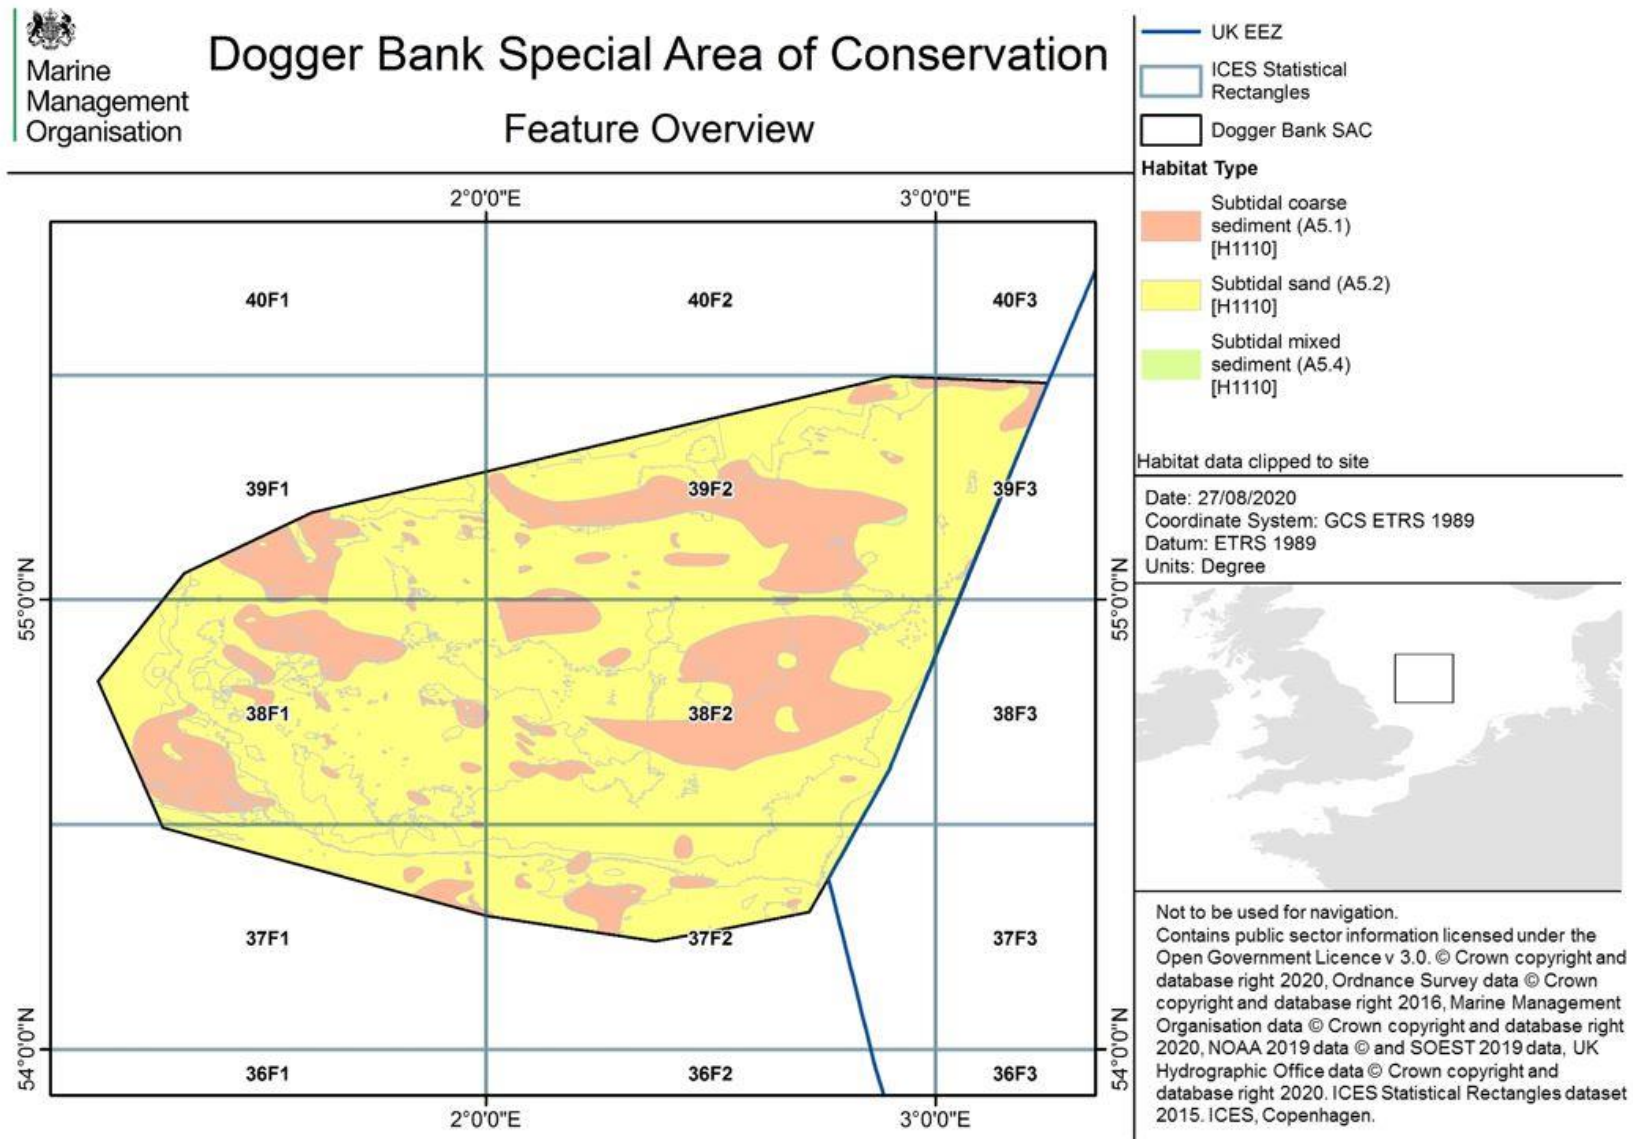 Marine
Management
Organisation
Dogger Bank Special Area of Conservation
Feature Overview
2°0'0"E
3°0'0"E
40F1
40F2
40F3
39F1
39F2
39F3
55°0'0"N
55°0'0"N
38F1
38F2
38F3
37F1
37F2
37F3
54°0'0"N
54°0'0"N
36F1
36F2
36F3
2°0'0"E
3°0'0"E
UK EEZ
ICES Statistical
Rectangles
Dogger Bank SAC
Habitat Type
Subtidal coarse
sediment (A5.1)
[H1110]
Subtidal sand (A5.2)
[H1110]
Subtidal mixed
sediment (A5.4)
[H1110]
Habitat data clipped to site
Date: 27/08/2020
Coordinate System: GCS ETRS 1989
Datum: ETRS 1989
Units: Degree
Not to be used for navigation.
Contains public sector information licensed under the
Open Government Licence v 3.0. © Crown copyright and
database right 2020, Ordnance Survey data © Crown
copyright and database right 2016, Marine Management
Organisation data © Crown copyright and database right
2020, NOAA 2019 data © and SOEST 2019 data, UK
Hydrographic Office data © Crown copyright and
database right 2020. ICES Statistical Rectangles dataset
2015. ICES, Copenhagen.